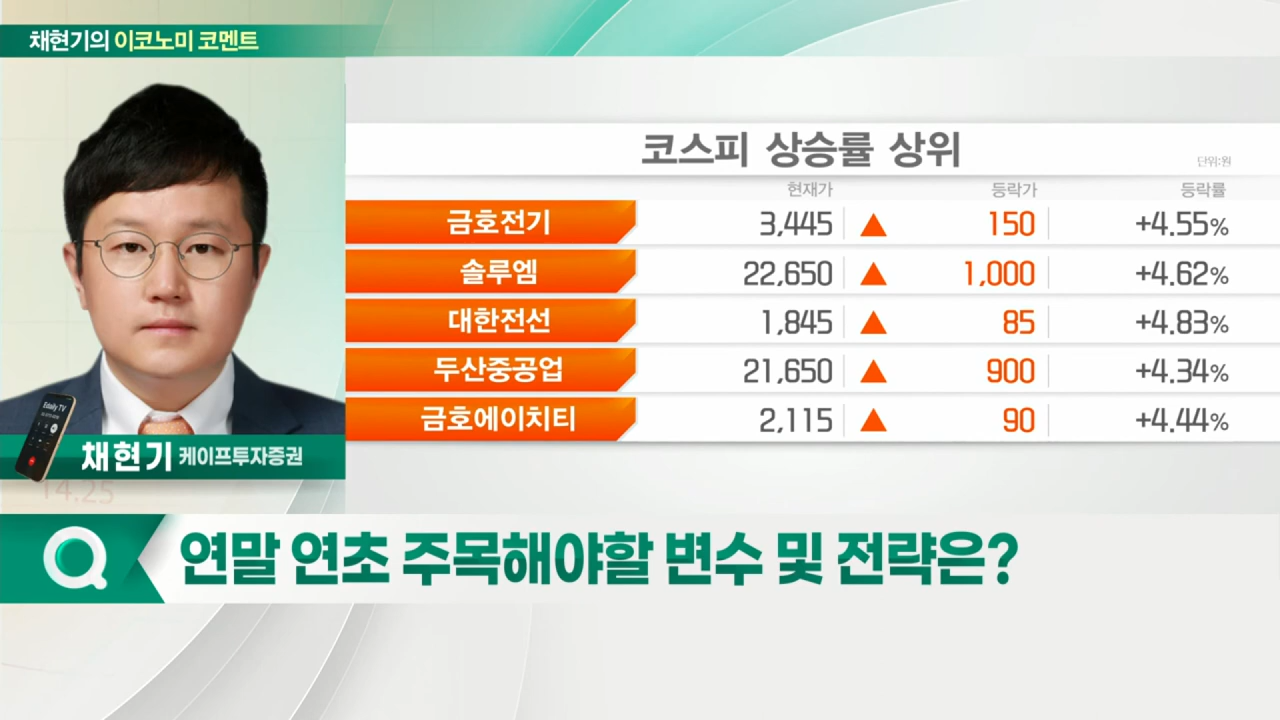 채현기의 이코노미 코멘트
코스피 상승률 상위
단위:원
현재가 등락가 등락률
금호전기 3,445 ▲ 150 +4.55%
솔루엠 22,650 ▲ 1,000 +4.62%
대한전선 1,845 ▲ 85 +4.83%
두산중공업 21,650 ▲ 900 +4.34%
금호에이치티 2,115 ▲ 90 +4.44%
Edaily TV
채현기 케이프투자증권
14.25
Q 연말 연초 주목해야할 변수 및 전략은?